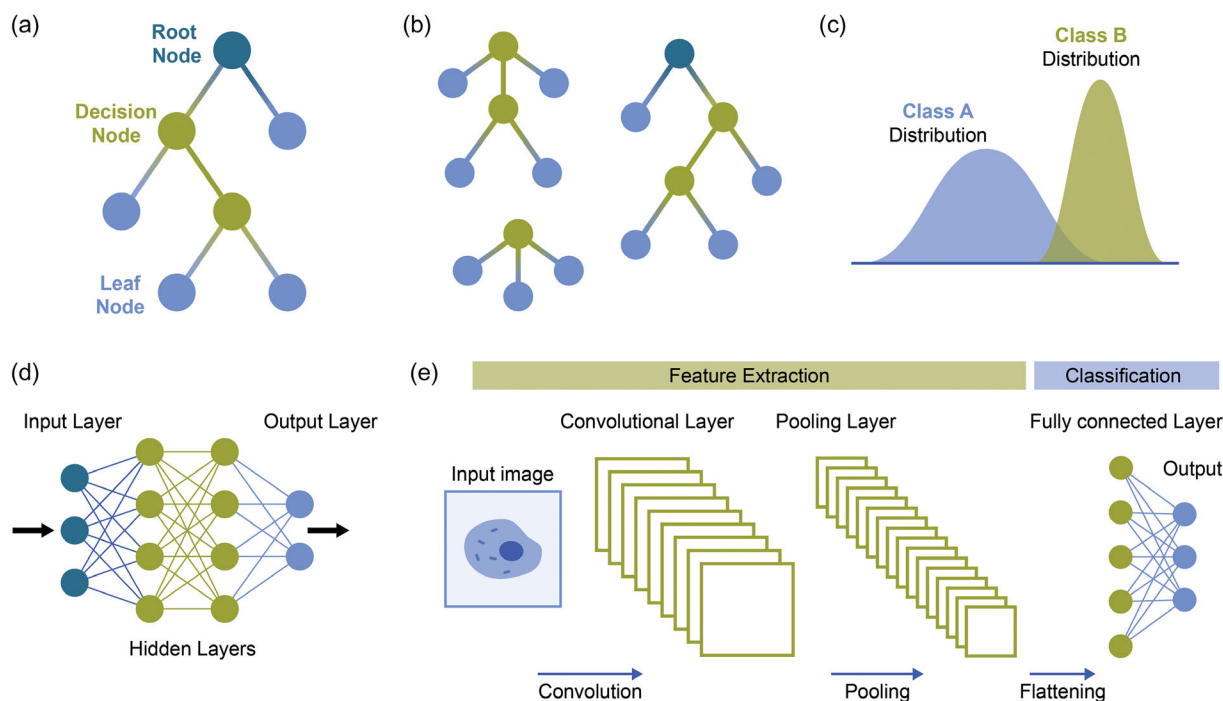 (a)
Root
Node
Decision
Node
Leaf
Node
(b)
(c)
Class B
Distribution
Class A
Distribution
(d)
Input Layer
Output Layer
Hidden Layers
(e)
Feature Extraction
Classification
Convolutional Layer
Pooling Layer
Fully connected Layer
Input image
Output
Convolution
Pooling
Flattening